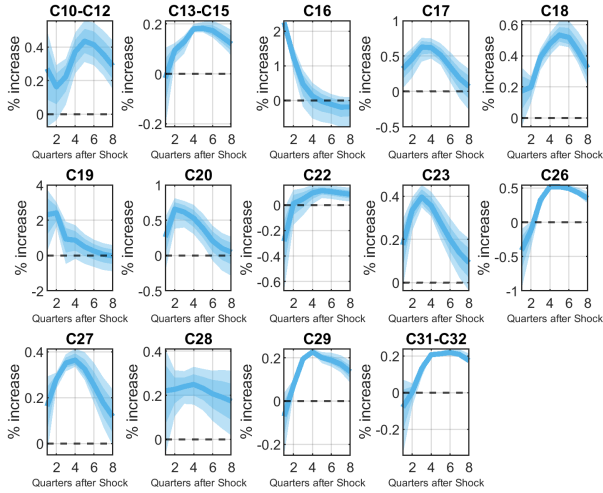 C10-C12 C13-C15 C16 C17 C18
% increase % increase % increase % increase % increase
0.4 0.2 0 0.2 0 -0.2 2 1 0 1 0.5 0 -0.5 0.6 0.4 0.2 0
2 4 6 8 2 4 6 8 2 4 6 8 2 4 6 8 2 4 6 8
Quarters after Shock Quarters after Shock Quarters after Shock Quarters after Shock Quarters after Shock
C19 C20 C22 C23 C26
% increase % increase % increase % increase % increase
4 2 0 -2 1 0.5 0 -0.5 0 -0.2 -0.4 -0.6 0.4 0.2 0 0.5 0 -0.5 -1
2 4 6 8 2 4 6 8 2 4 6 8 2 4 6 8 2 4 6 8
Quarters after Shock Quarters after Shock Quarters after Shock Quarters after Shock Quarters after Shock
C27 C28 C29 C31-C32
% increase % increase % increase % increase
0.4 0.2 0 0.4 0.2 0 0.2 0 -0.2 0.2 0 -0.2
2 4 6 8 2 4 6 8 2 4 6 8 2 4 6 8
Quarters after Shock Quarters after Shock Quarters after Shock Quarters after Shock